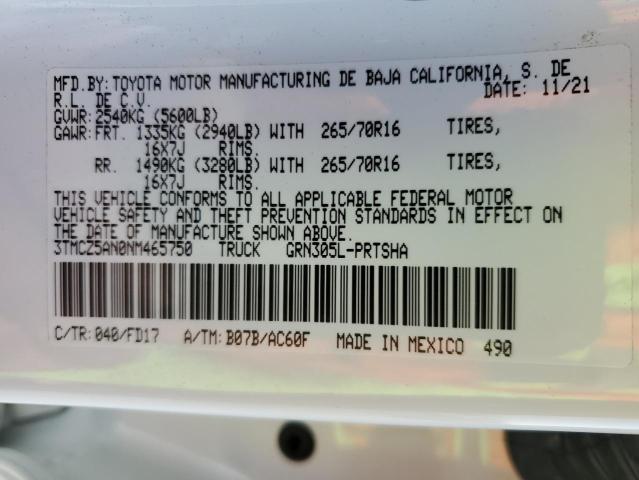 MFD.BY:TOYOTA MOTOR MANUFACTURING DE BAJA CALIFORNIA, S. DE
R.L. DE C.V. DATE: 11/21
GVWR:2540KG (5600LB)
GAWR:FRT. 1335KG (2940LB) WITH 265/70R16 TIRES,
16X7J RIMS.
RR. 1490KG (3280LB) WITH 265/70R16 TIRES,
16X7J RIMS.
THIS VEHICLE CONFORMS TO ALL APPLICABLE FEDERAL MOTOR
VEHICLE SAFETY AND THEFT PREVENTION STANDARDS IN EFFECT ON
THE DATE OF MANUFACTURE SHOWN ABOVE.
3TMCZ5AN0NM465750 TRUCK GRN305L-PRTSHA
C/TR:040/FD17 A/TM:B07B/AC60F MADE IN MEXICO 490